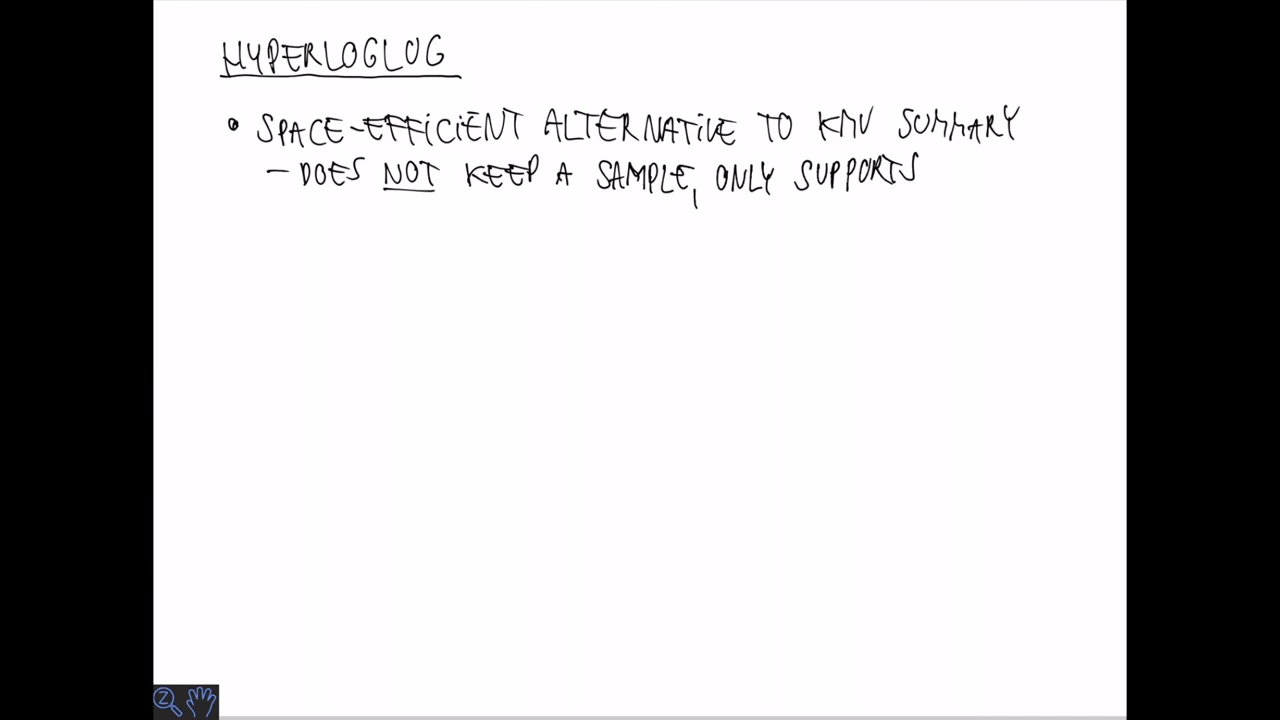 HYPERLOGLOG
• SPACE-EFFICIENT ALTERNATIVE TO KMV SUMMARY
- DOES NOT KEEP A SAMPLE, ONLY SUPPORTS
Z